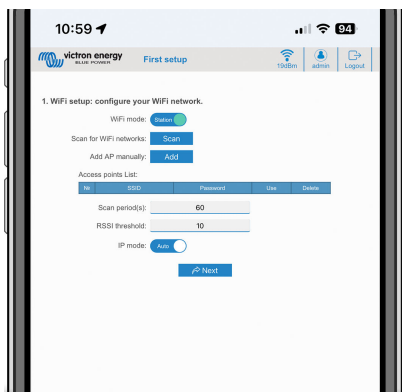 10:59
94
victron energy
BLUE POWER
First setup
19dBm
admin
Logout
1. WiFi setup: configure your WiFi network.
WiFi mode: Station
Scan for WiFi networks: Scan
Add AP manually: Add
Access points List:
№ SSID Password Use Delete
Scan period(s): 60
RSSI threshold: 10
IP mode: Auto
Next